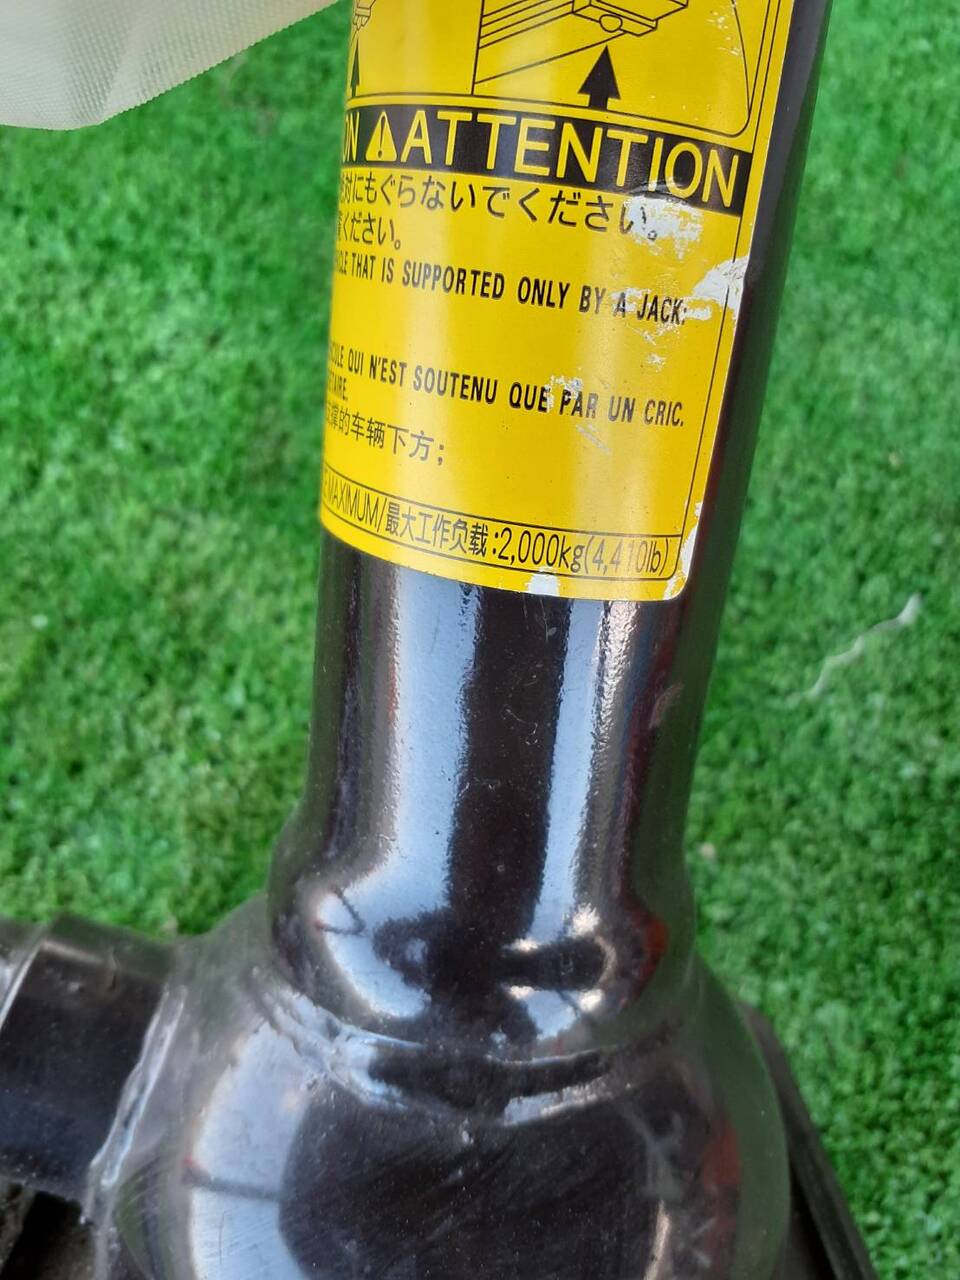 ATTENTION
対にもぐらないでください。
ください。
THAT IS SUPPORTED ONLY BY A JACK.
QUI N'EST SOUTENU QUE PAR UN CRIC.
撑的车辆下方；
MAXIMUM/最大工作负载:2,000kg(4,410lb)